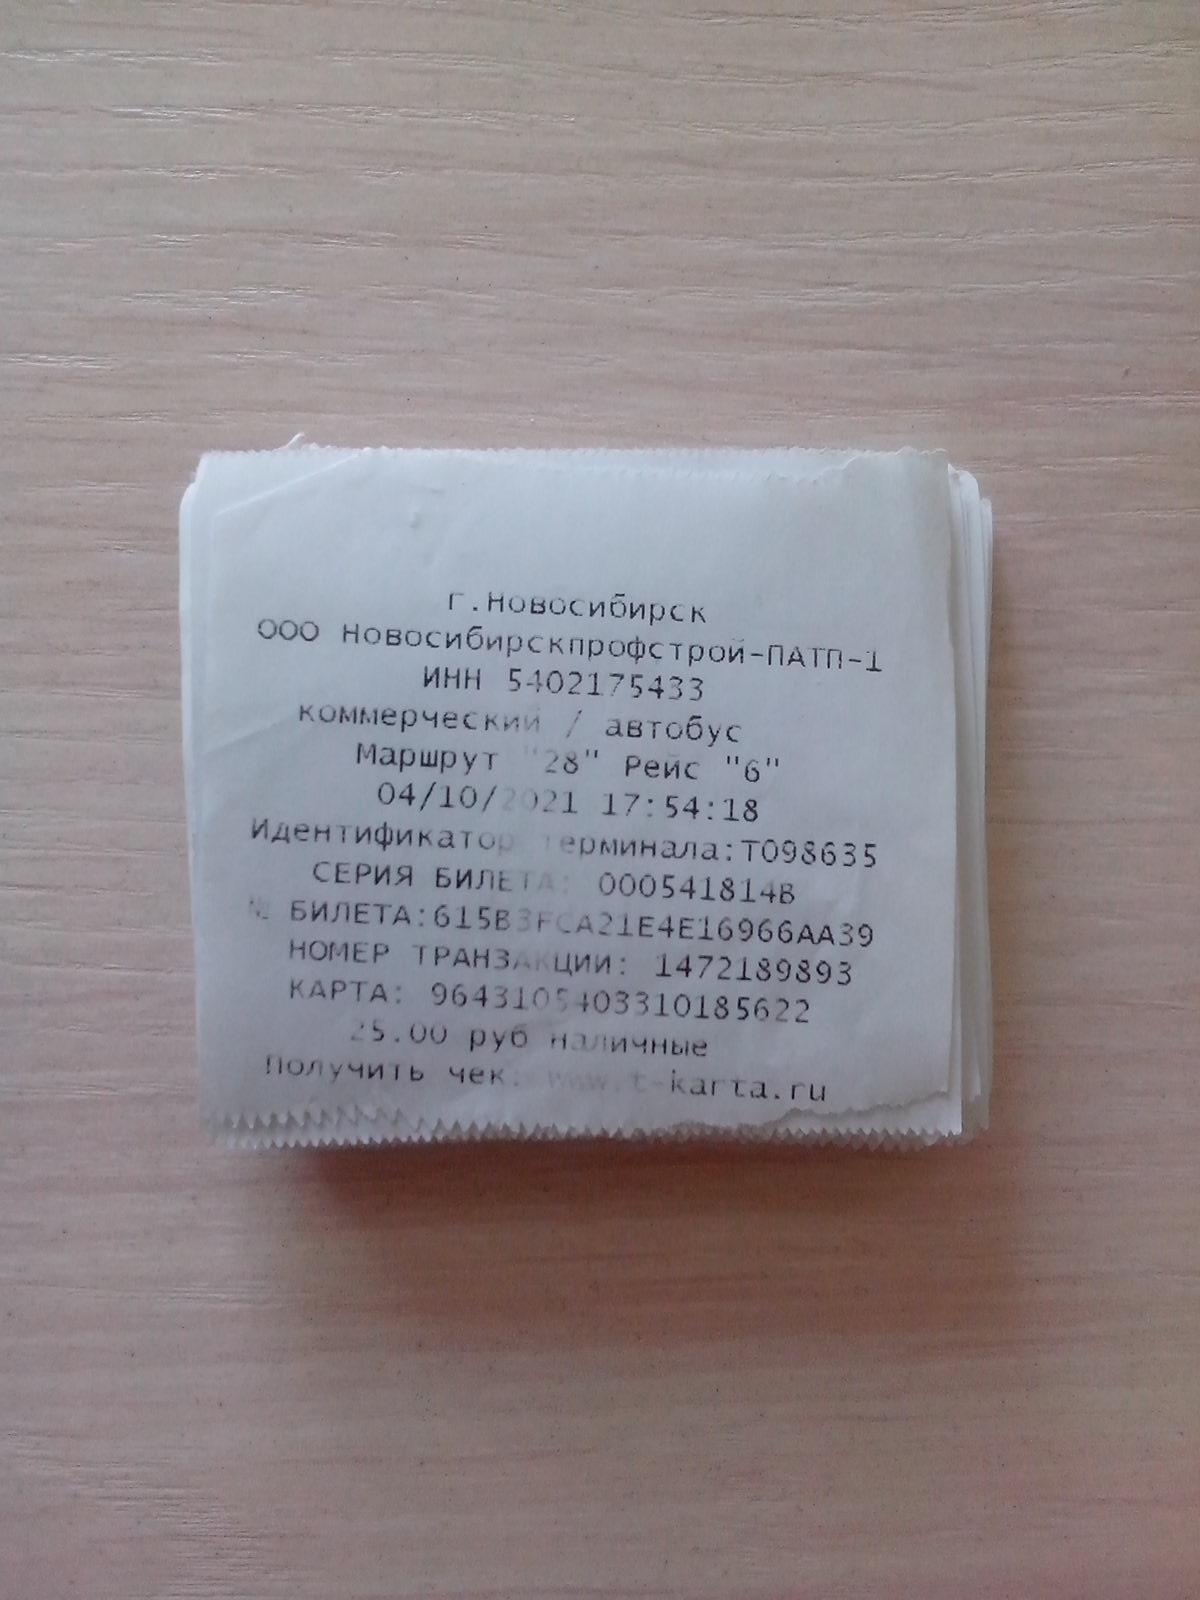 г.Новосибирск
ООО Новосибирскпрофстрой-ПАТП-1
ИНН 5402175433
коммерческий / автобус
Маршрут "28" Рейс "6"
04/10/2021 17:54:18
Идентификатор терминала:T098635
СЕРИЯ БИЛЕТА: 000541814B
№ БИЛЕТА:615B3FCA21E4E16966AA39
НОМЕР ТРАНЗАКЦИИ: 1472189893
КАРТА: 9643105403310185622
25.00 руб наличные
Получить чек: www.t-karta.ru